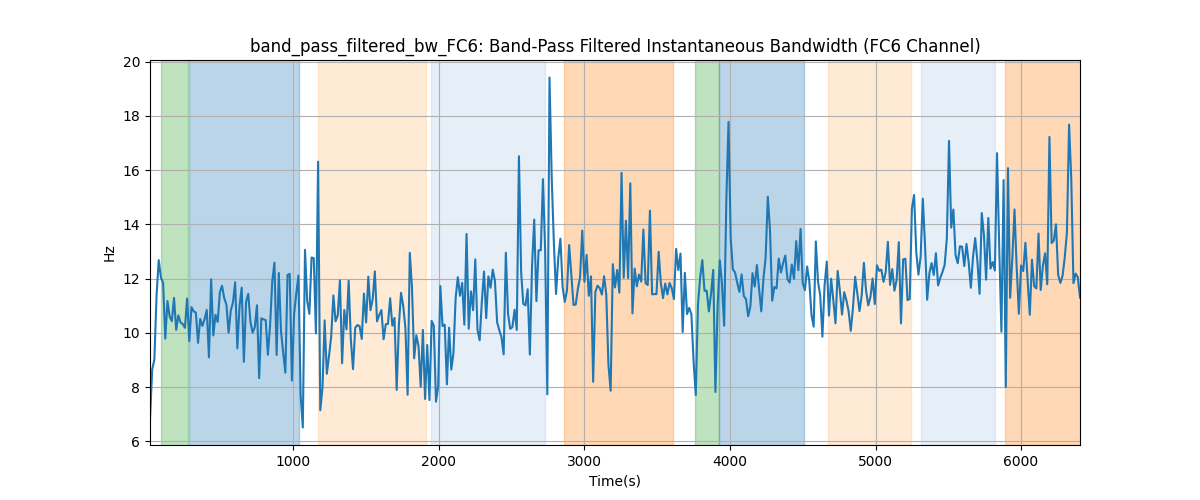 band_pass_filtered_bw_FC6: Band-Pass Filtered Instantaneous Bandwidth (FC6 Channel)
20
18
16
14
12
10
8
6
Hz
1000 2000 3000 4000 5000 6000
Time(s)